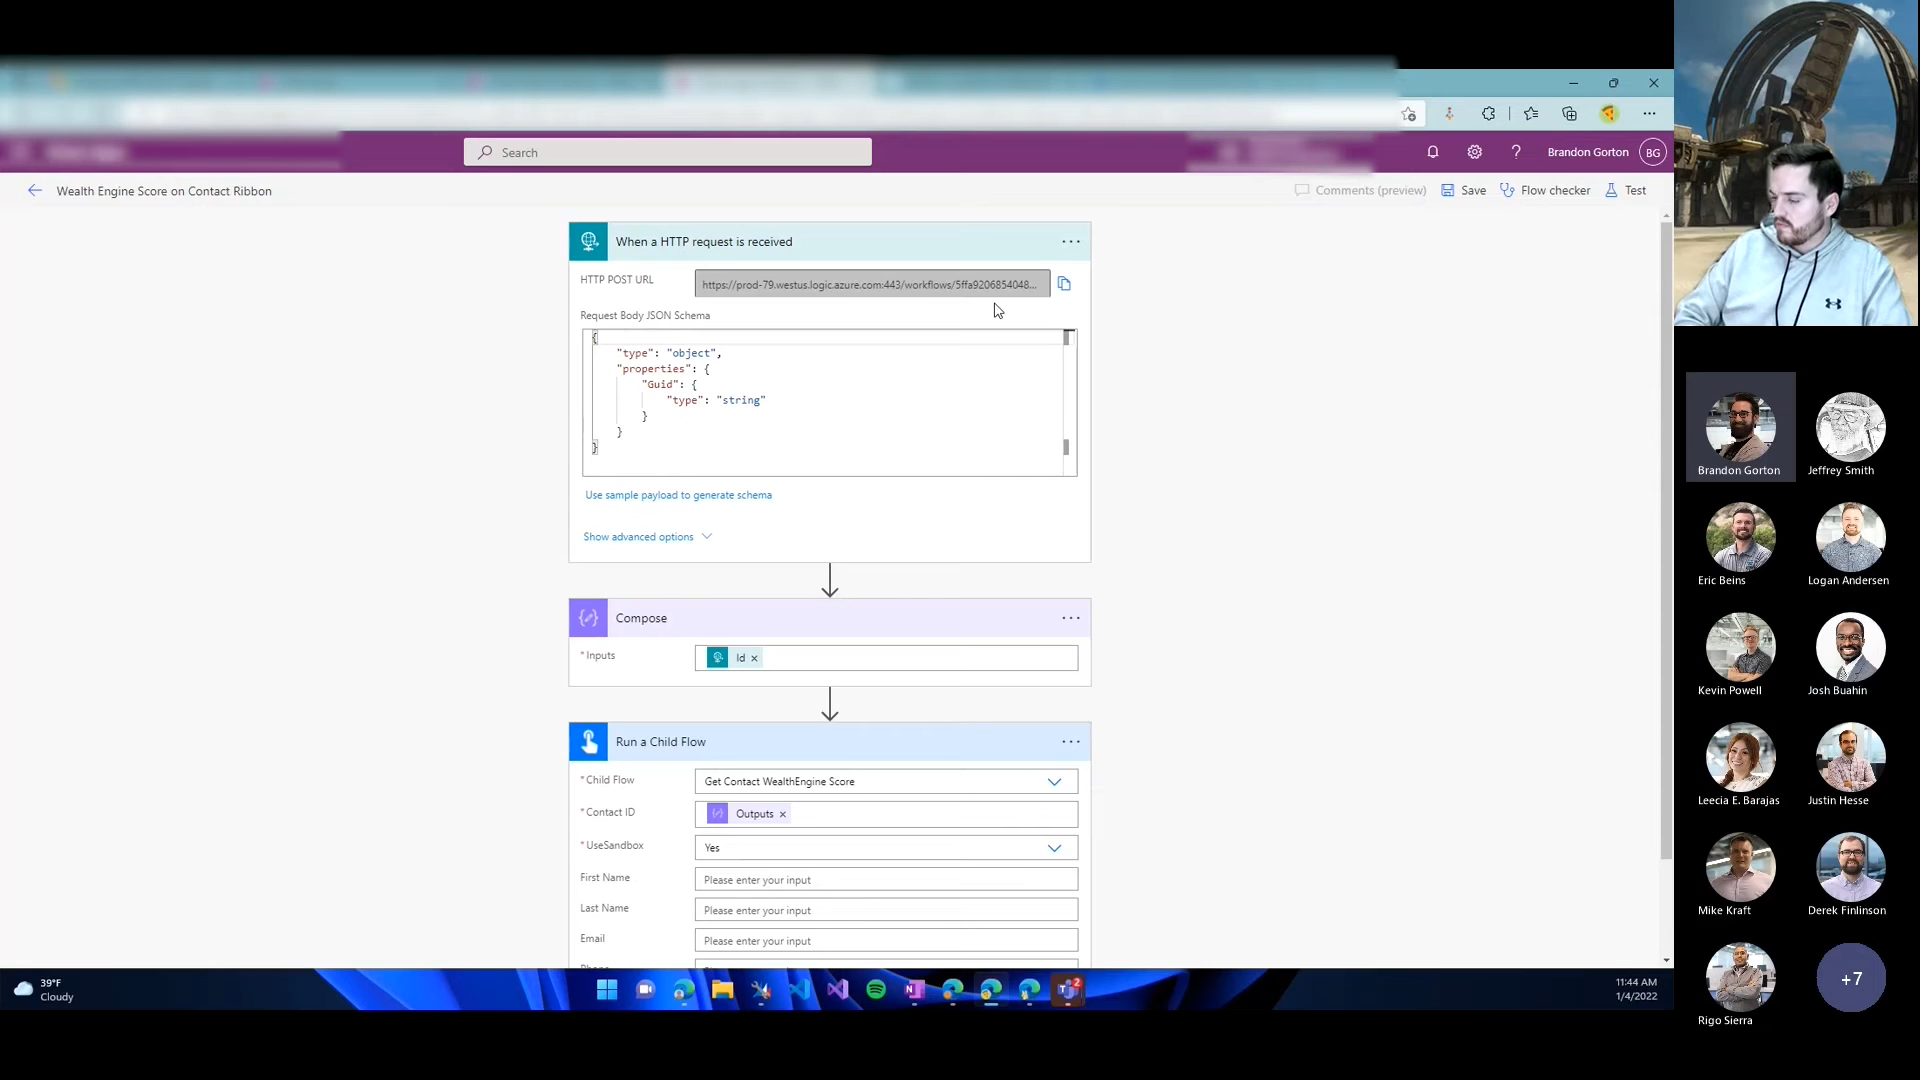 Search
Brandon Gorton
BG
Wealth Engine Score on Contact Ribbon
Comments (preview)
Save
Flow checker
Test
When a HTTP request is received
HTTP POST URL
https://prod-79.westus.logic.azure.com:443/workflows/5ffa9206854048...
Request Body JSON Schema
{
"type": "object",
"properties": {
"Guid": {
"type": "string"
}
}
}
Use sample payload to generate schema
Show advanced options
Compose
* Inputs
Id ×
Run a Child Flow
* Child Flow
Get Contact WealthEngine Score
* Contact ID
Outputs ×
* UseSandbox
Yes
First Name
Please enter your input
Last Name
Please enter your input
Email
Please enter your input
39°F
Cloudy
2
11:44 AM
1/4/2022
Brandon Gorton
Jeffrey Smith
Eric Beins
Logan Andersen
Kevin Powell
Josh Buahin
Leecia E. Barajas
Justin Hesse
Mike Kraft
Derek Finlinson
Rigo Sierra
+7